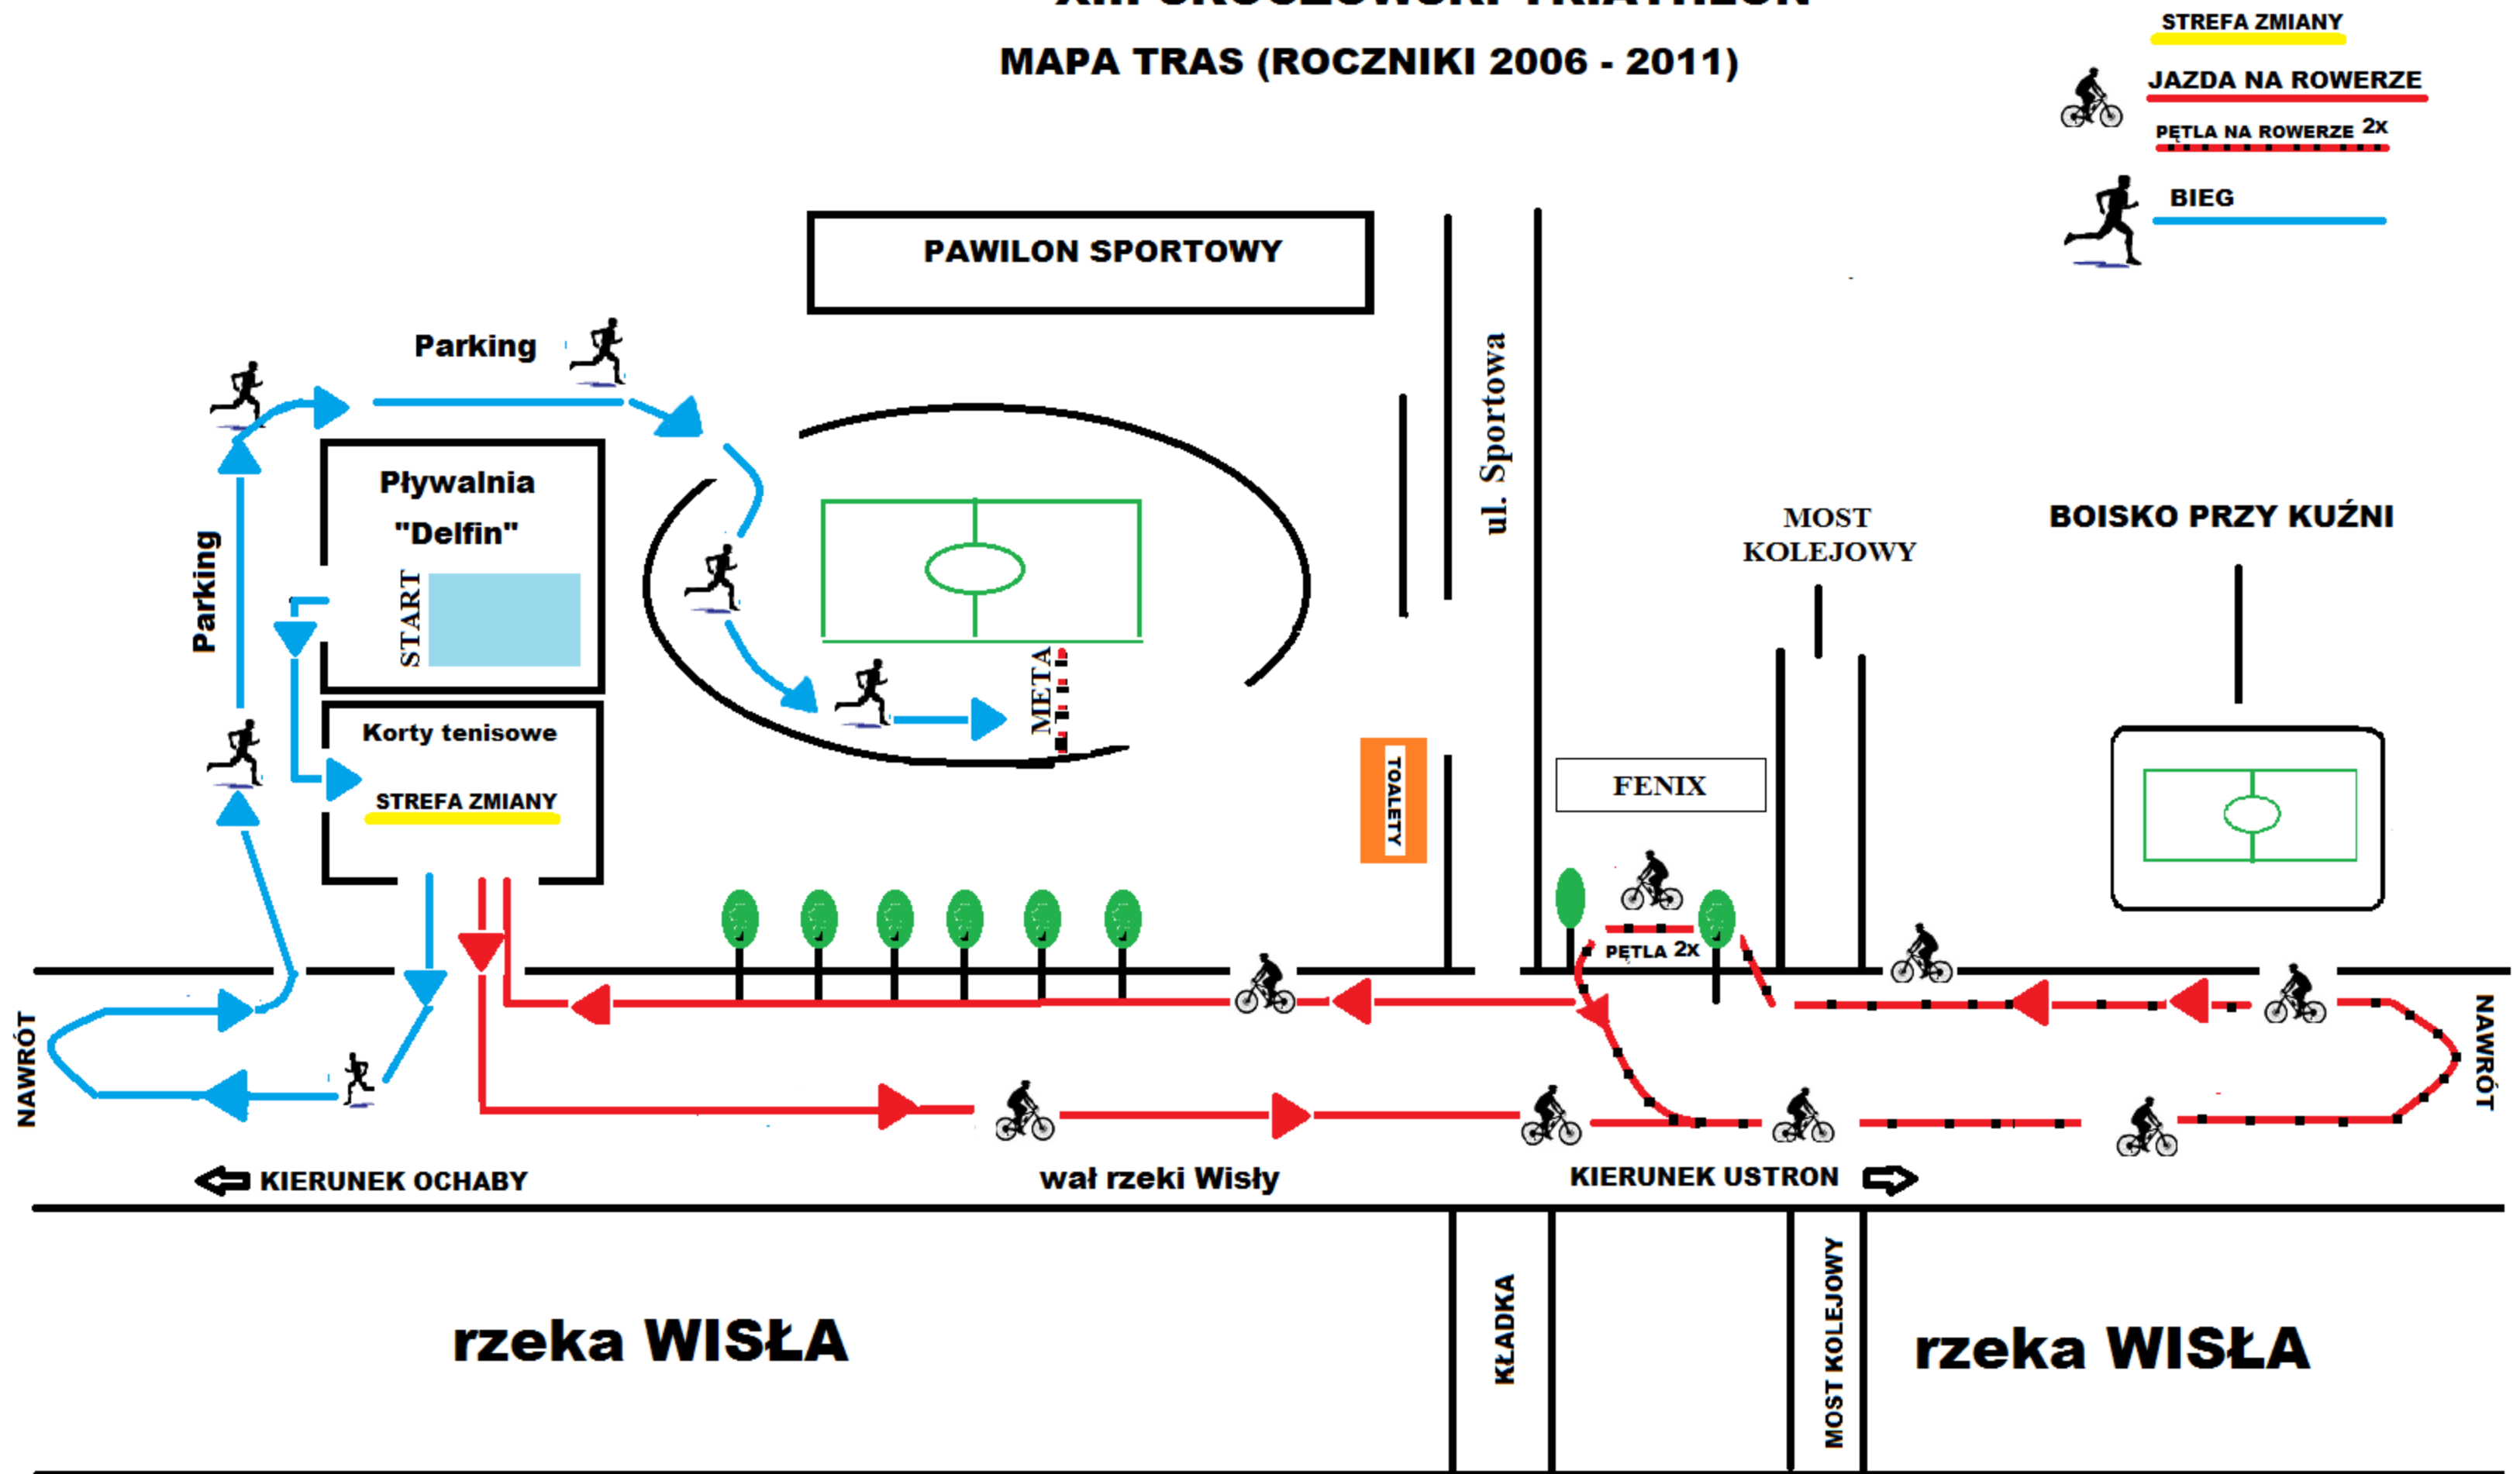 MAPA TRAS (ROCZNIKI 2006 - 2011)
STREFA ZMIANY
JAZDA NA ROWERZE
PĘTLA NA ROWERZE 2x
BIEG
PAWILON SPORTOWY
Parking
ul. Sportowa
Pływalnia
"Delfin"
START
Parking
MOST
KOLEJOWY
BOISKO PRZY KUŹNI
META
Korty tenisowe
STREFA ZMIANY
TOALETY
FENIX
PĘTLA 2x
NAWRÓT
NAWRÓT
KIERUNEK OCHABY
wał rzeki Wisły
KIERUNEK USTRON
rzeka WISŁA
KŁADKA
MOST KOLEJOWY
rzeka WISŁA